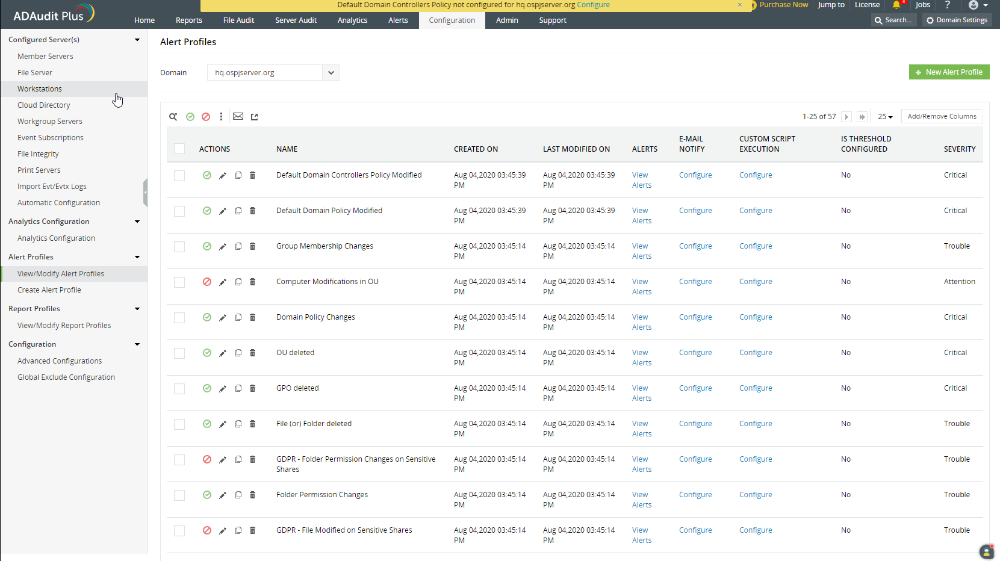 Default Domain Controllers Policy not configured for hq.ospjserver.org Configure ×
Purchase Now Jump to License 4 Jobs ?
ADAudit Plus
Home Reports File Audit Server Audit Analytics Alerts Configuration Admin Support Search... Domain Settings
Configured Server(s)
Member Servers
File Server
Workstations
Cloud Directory
Workgroup Servers
Event Subscriptions
File Integrity
Print Servers
Import Evt/Evtx Logs
Automatic Configuration
Analytics Configuration
Analytics Configuration
Alert Profiles
View/Modify Alert Profiles
Create Alert Profile
Report Profiles
View/Modify Report Profiles
Configuration
Advanced Configurations
Global Exclude Configuration
Alert Profiles
Domain hq.ospjserver.org + New Alert Profile
1-25 of 57 25 Add/Remove Columns
ACTIONS NAME CREATED ON LAST MODIFIED ON ALERTS E-MAIL NOTIFY CUSTOM SCRIPT EXECUTION IS THRESHOLD CONFIGURED SEVERITY
Default Domain Controllers Policy Modified Aug 04,2020 03:45:39 PM Aug 04,2020 03:45:39 PM View Alerts Configure Configure No Critical
Default Domain Policy Modified Aug 04,2020 03:45:39 PM Aug 04,2020 03:45:39 PM View Alerts Configure Configure No Critical
Group Membership Changes Aug 04,2020 03:45:14 PM Aug 04,2020 03:45:14 PM View Alerts Configure Configure No Trouble
Computer Modifications in OU Aug 04,2020 03:45:14 PM Aug 04,2020 03:45:14 PM View Alerts Configure Configure No Attention
Domain Policy Changes Aug 04,2020 03:45:14 PM Aug 04,2020 03:45:14 PM View Alerts Configure Configure No Critical
OU deleted Aug 04,2020 03:45:14 PM Aug 04,2020 03:45:14 PM View Alerts Configure Configure No Critical
GPO deleted Aug 04,2020 03:45:14 PM Aug 04,2020 03:45:14 PM View Alerts Configure Configure No Critical
File (or) Folder deleted Aug 04,2020 03:45:14 PM Aug 04,2020 03:45:14 PM View Alerts Configure Configure No Trouble
GDPR - Folder Permission Changes on Sensitive Shares Aug 04,2020 03:45:14 PM Aug 04,2020 03:45:14 PM View Alerts Configure Configure No Trouble
Folder Permission Changes Aug 04,2020 03:45:14 PM Aug 04,2020 03:45:14 PM View Alerts Configure Configure No Trouble
GDPR - File Modified on Sensitive Shares Aug 04,2020 03:45:14 PM Aug 04,2020 03:45:14 PM View Alerts Configure Configure No Trouble